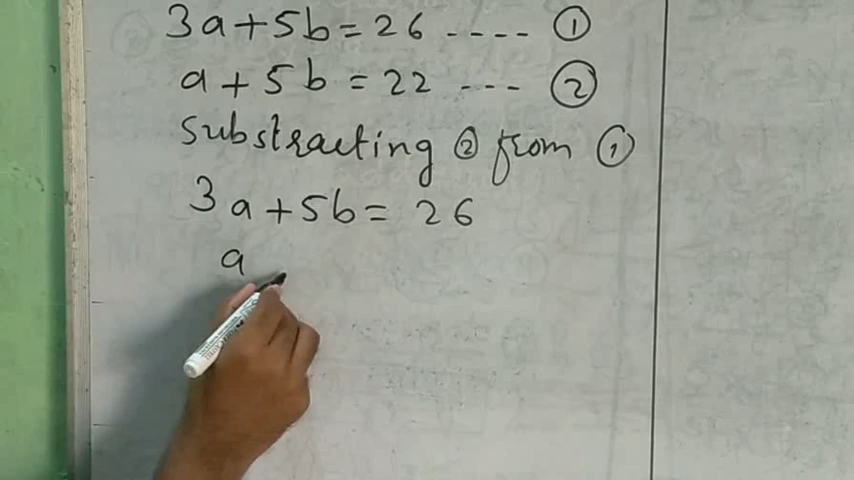 3a+5b=26 ---- ①
a+5b=22 --- ②
Substracting ② from ①
3a+5b=26
a